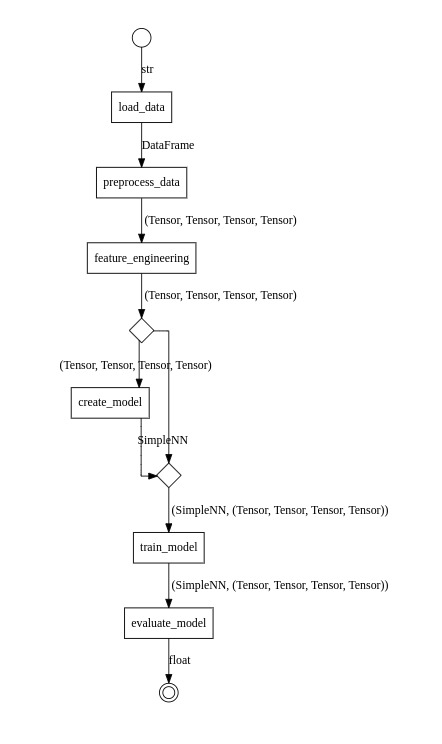 str
load_data
DataFrame
preprocess_data
(Tensor, Tensor, Tensor, Tensor)
feature_engineering
(Tensor, Tensor, Tensor, Tensor)
(Tensor, Tensor, Tensor, Tensor)
create_model
SimpleNN
(SimpleNN, (Tensor, Tensor, Tensor, Tensor))
train_model
(SimpleNN, (Tensor, Tensor, Tensor, Tensor))
evaluate_model
float